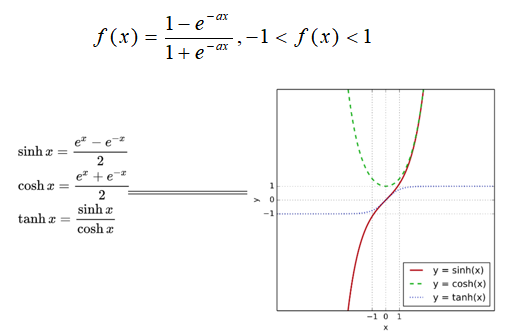 f(x) = \frac{1 - e^{-ax}}{1 + e^{-ax}}, -1 < f(x) < 1
sinh x = \frac{e^x - e^{-x}}{2}
cosh x = \frac{e^x + e^{-x}}{2}
tanh x = \frac{sinh x}{cosh x}
y
1
0
−1
−1 0 1
x
y = sinh(x)
y = cosh(x)
y = tanh(x)